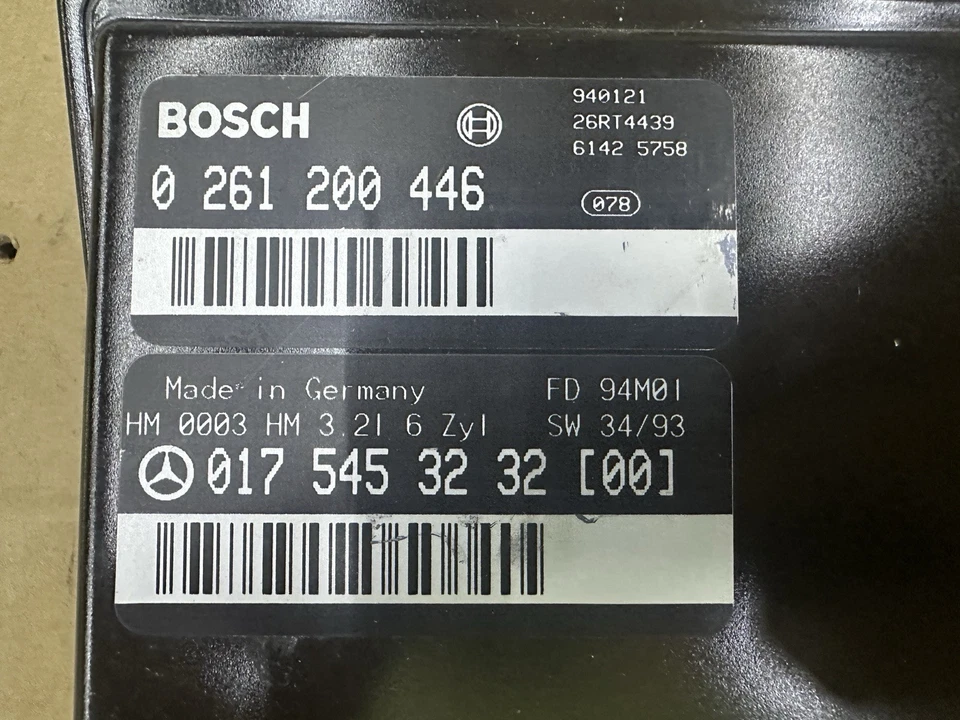 BOSCH
940121
26RT4439
6142 5758
0 261 200 446
078
Made in Germany FD 94M01
HM 0003 HM 3.2l 6 Zyl SW 34/93
017 545 32 32 [00]